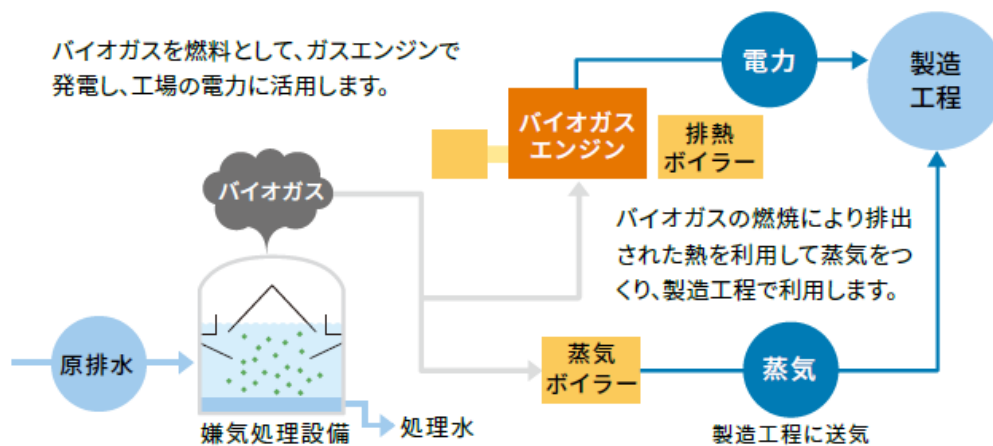 バイオガスを燃料として、ガスエンジンで
発電し、工場の電力に活用します。
電力
製造
工程
バイオガス
エンジン
排熱
ボイラー
バイオガス
バイオガスの燃焼により排出
された熱を利用して蒸気をつ
くり、製造工程で利用します。
原排水
蒸気
ボイラー
蒸気
嫌気処理設備
処理水
製造工程に送気